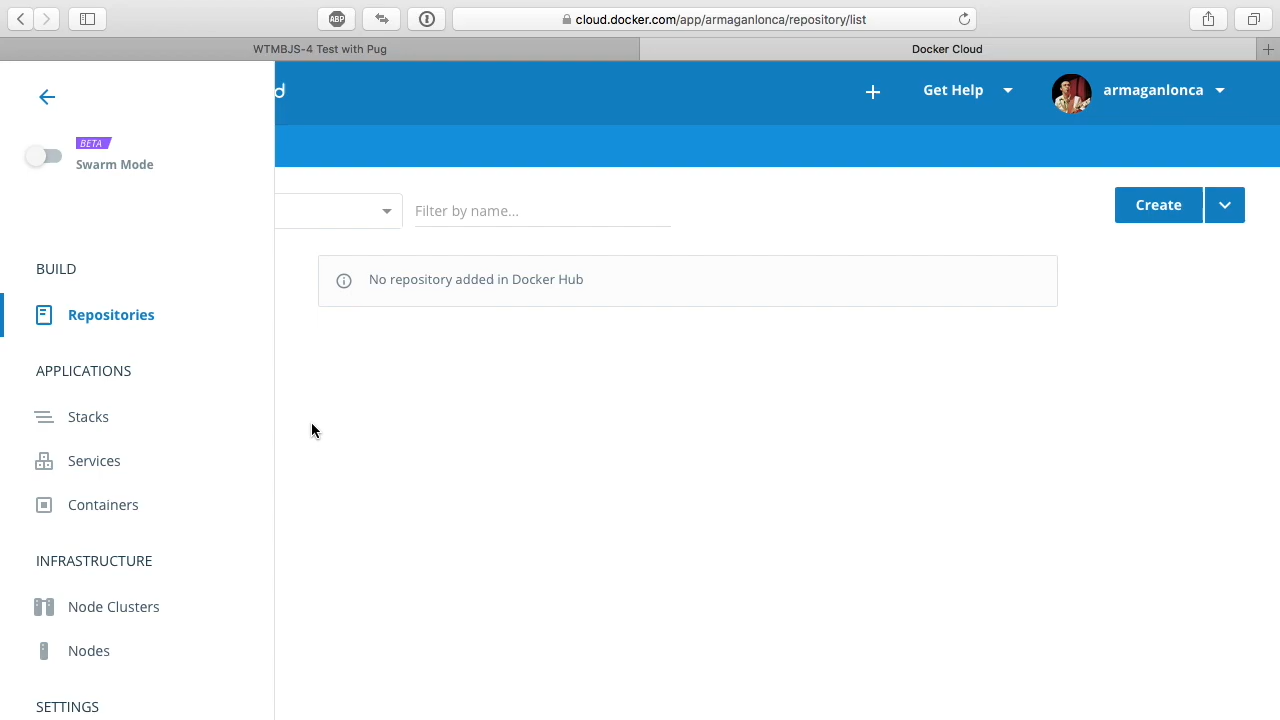 ABP
cloud.docker.com/app/armaganlonca/repository/list
WTMBJS-4 Test with Pug
Docker Cloud
d
Get Help
armaganlonca
BETA
Swarm Mode
Filter by name...
Create
BUILD
No repository added in Docker Hub
Repositories
APPLICATIONS
Stacks
Services
Containers
INFRASTRUCTURE
Node Clusters
Nodes
SETTINGS